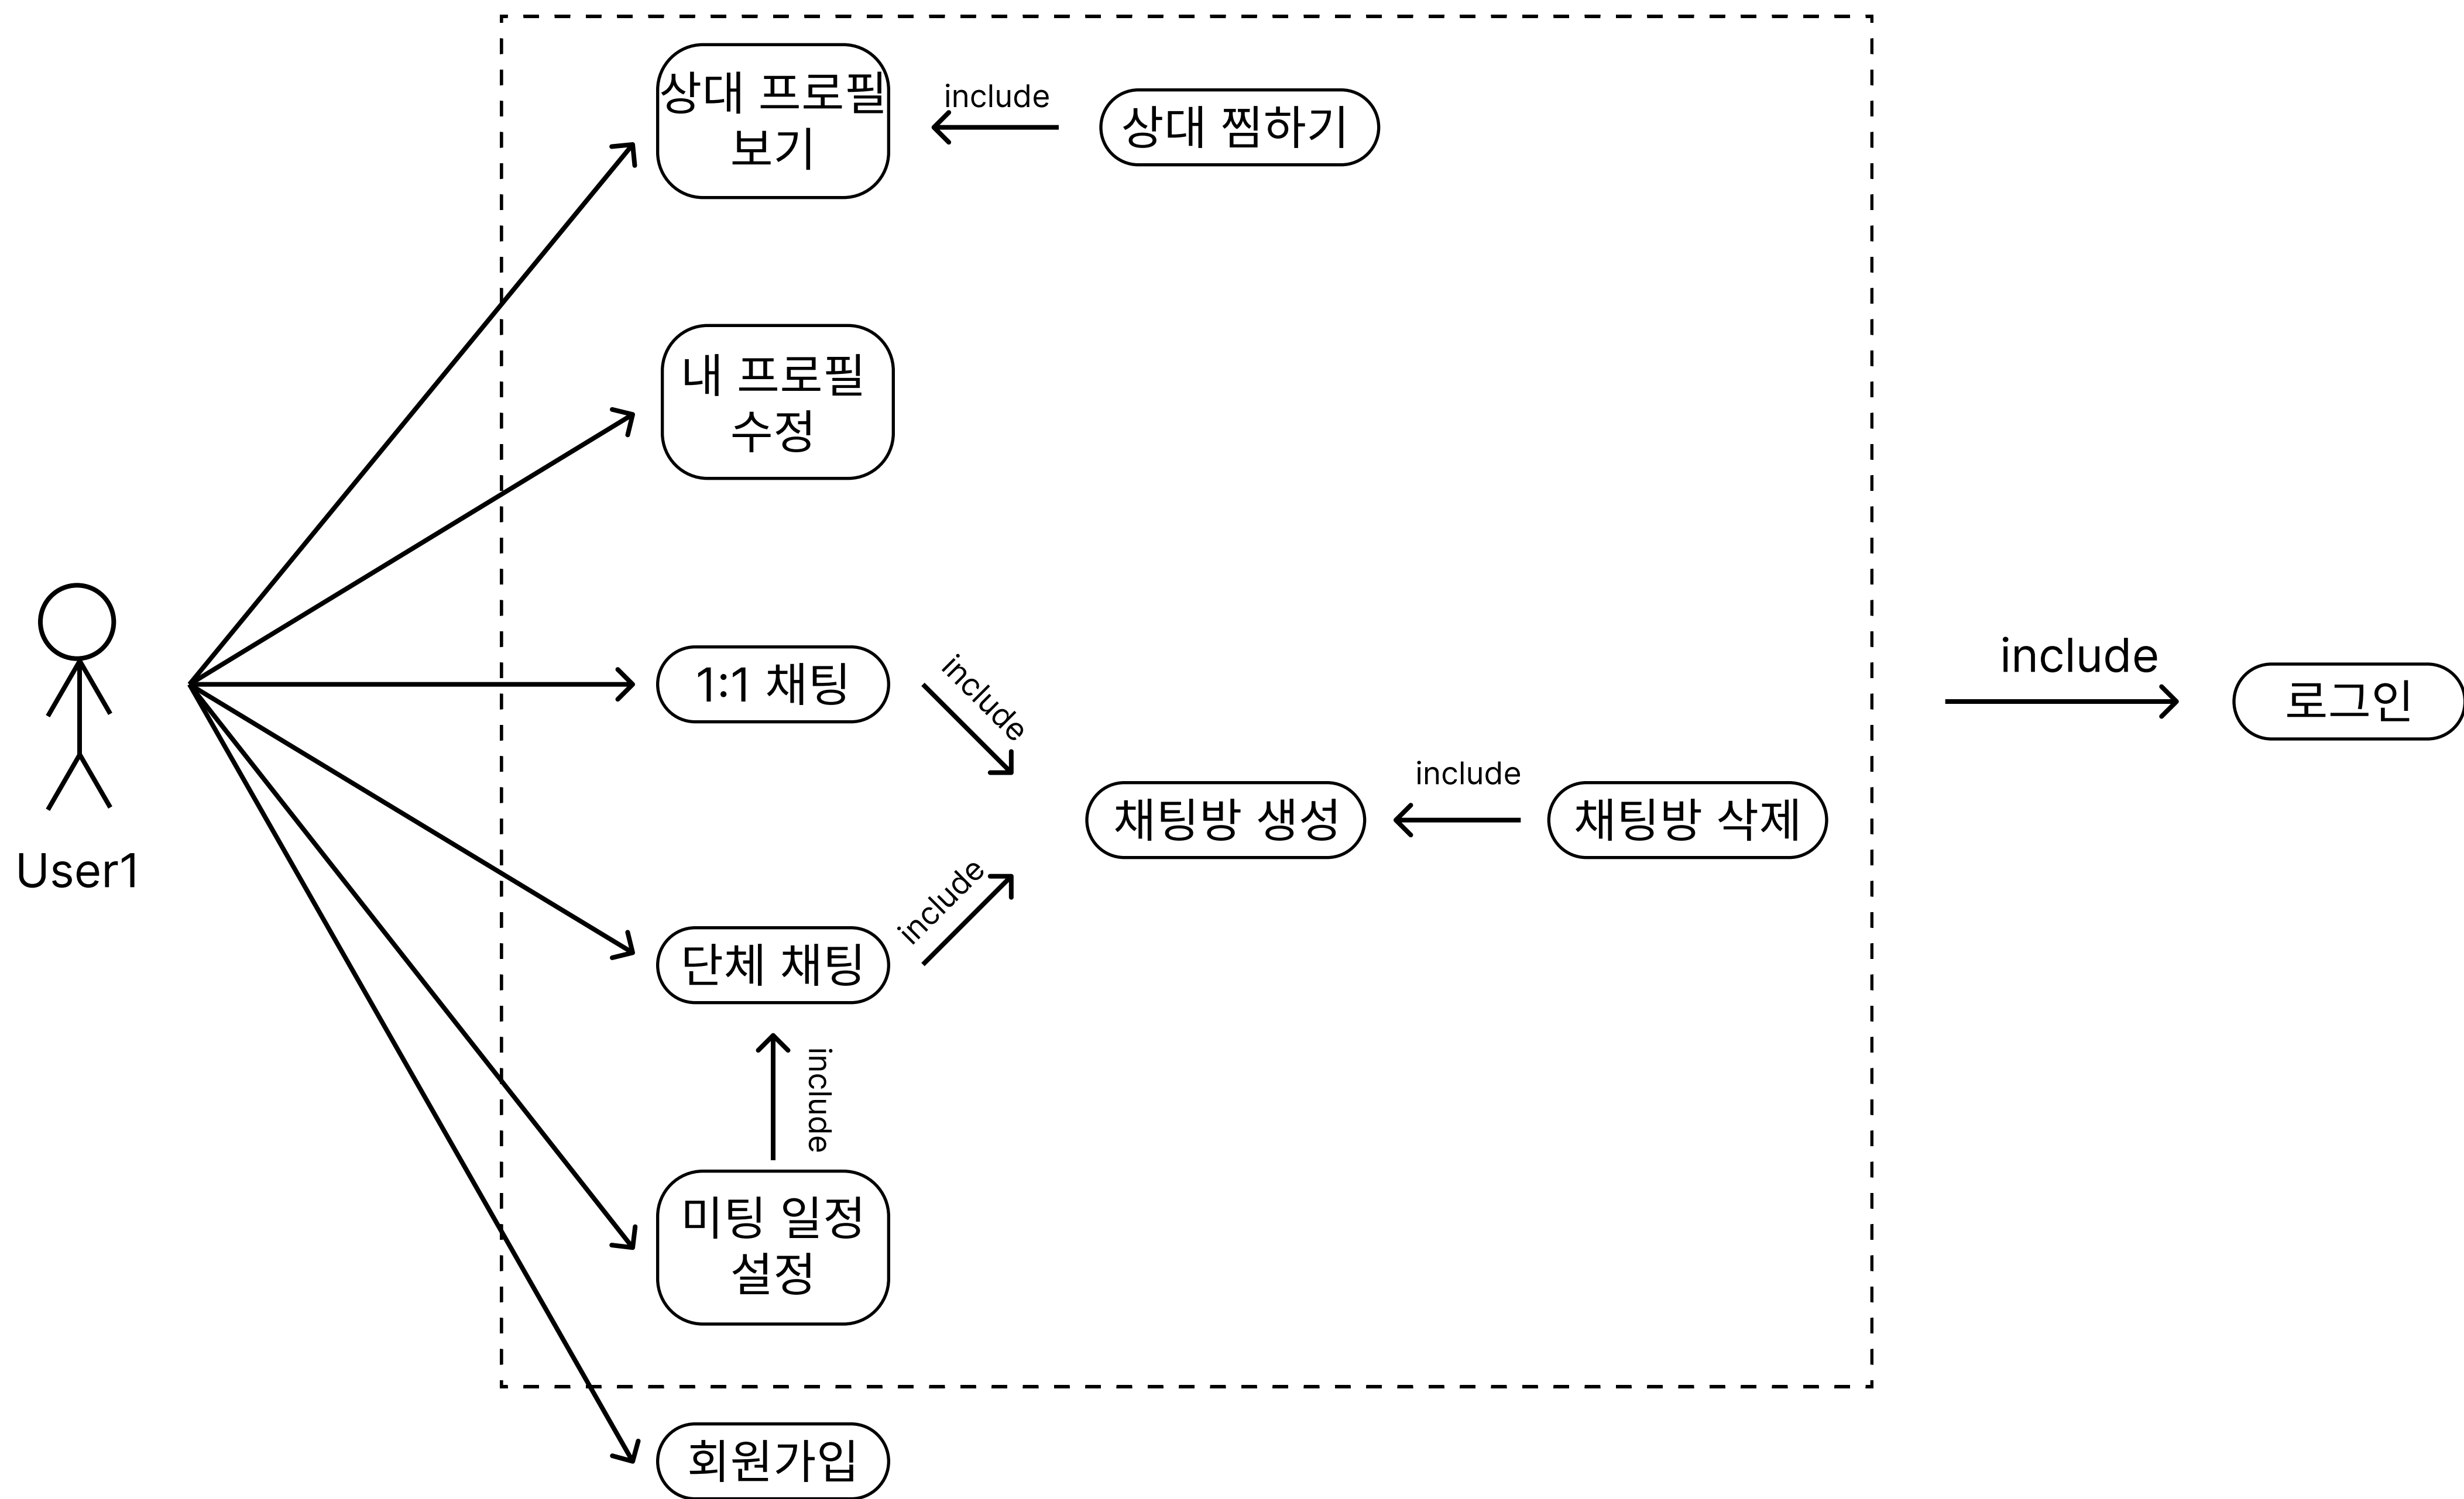 상대 프로필
보기
include
상대 찜하기
내 프로필
수정
User1
1:1 채팅
include
단체 채팅
include
채팅방 생성
include
채팅방 삭제
include
미팅 일정
설정
회원가입
include
로그인